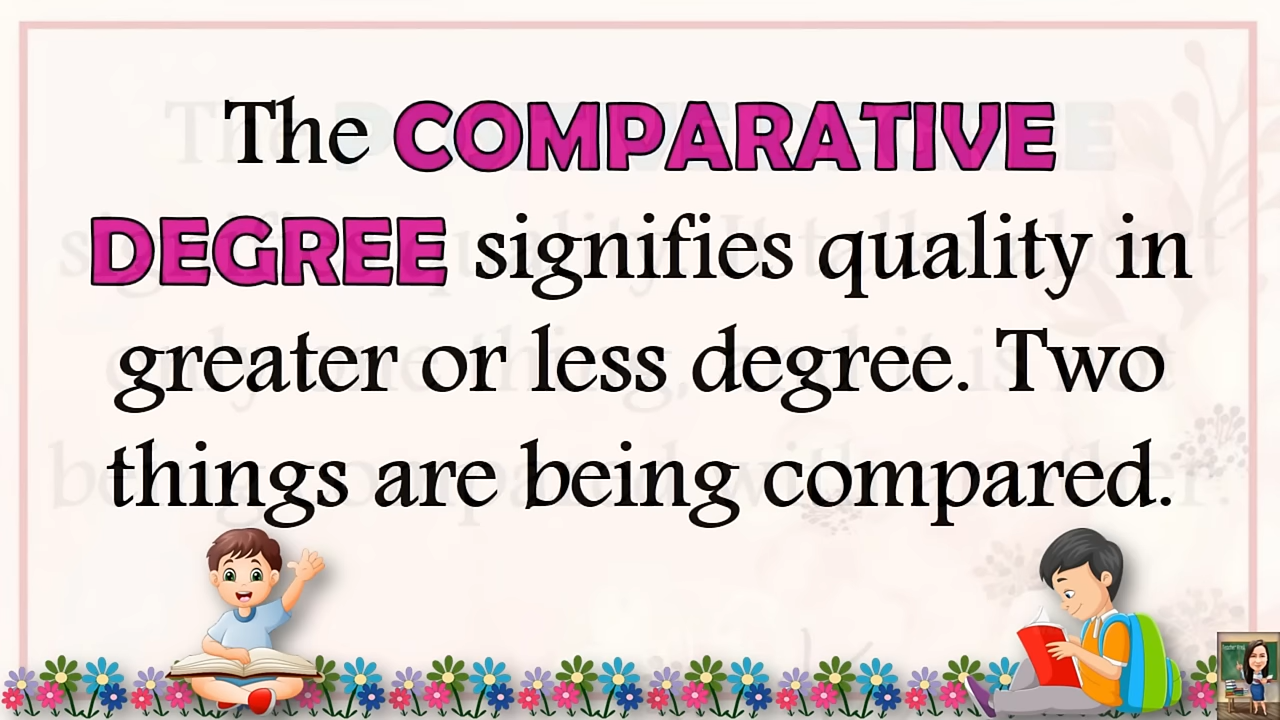 The COMPARATIVE
DEGREE signifies quality in
greater or less degree. Two
things are being compared.